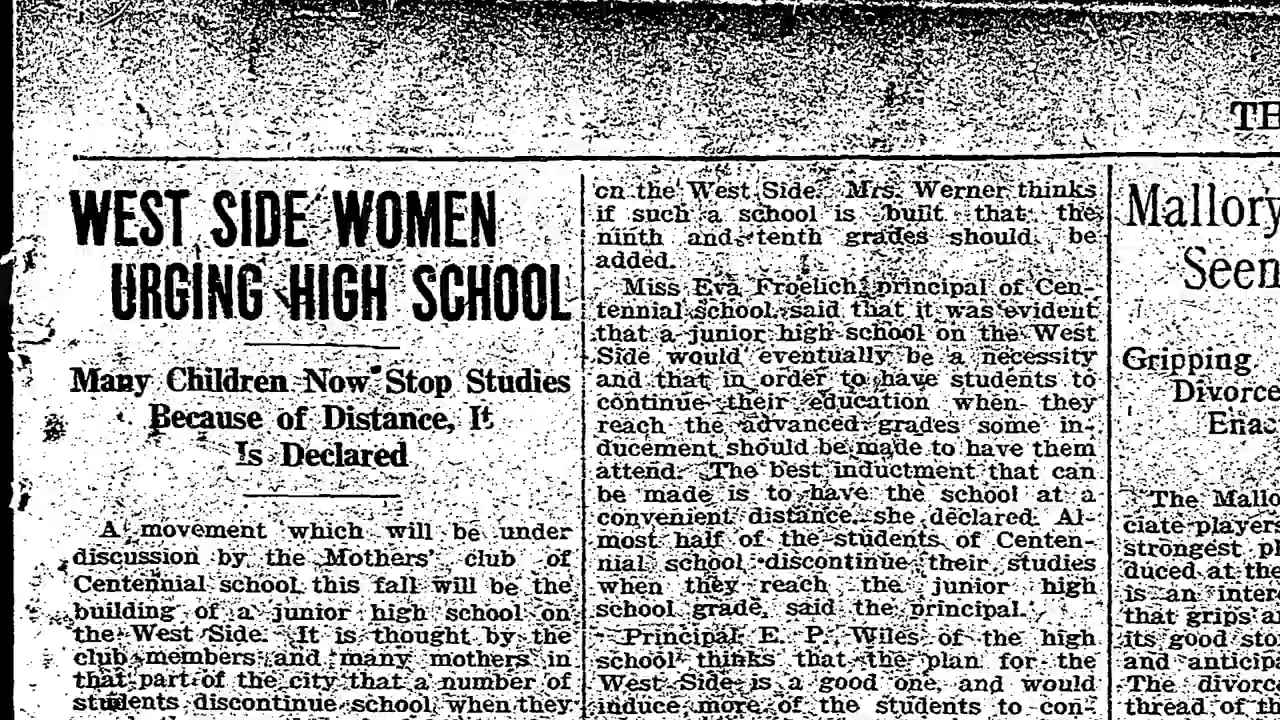 TH
WEST SIDE WOMEN
URGING HIGH SCHOOL
Many Children Now Stop Studies
Because of Distance, It
Is Declared
A movement which will be under
discussion by the Mothers' club of
Centennial school this fall will be the
building of a junior high school on
the West Side. It is thought by the
club members and many mothers in
that part of the city that a number of
students discontinue school when they
on the West Side. Mrs. Werner thinks
if such a school is built that the
ninth and tenth grades should be
added.
Miss Eva Froelich, principal of Cen-
tennial school, said that it was evident
that a junior high school on the West
Side would eventually be a necessity
and that in order to have students to
continue their education when they
reach the advanced grades some in-
ducement should be made to have them
attend. The best inductment that can
be made is to have the school at a
convenient distance, she declared. Al-
most half of the students of Centen-
nial school discontinue their studies
when they reach the junior high
school grade, said the principal.
Principal E. P. Wiles of the high
school thinks that the plan for the
West Side is a good one, and would
induce more of the students to con-
Mallory
Seen
Gripping
Divorce
Enac
The Mallo
ciate player
strongest pl
duced at the
is an inter
that grips a
its good sto
and anticip
The divorc
thread of th